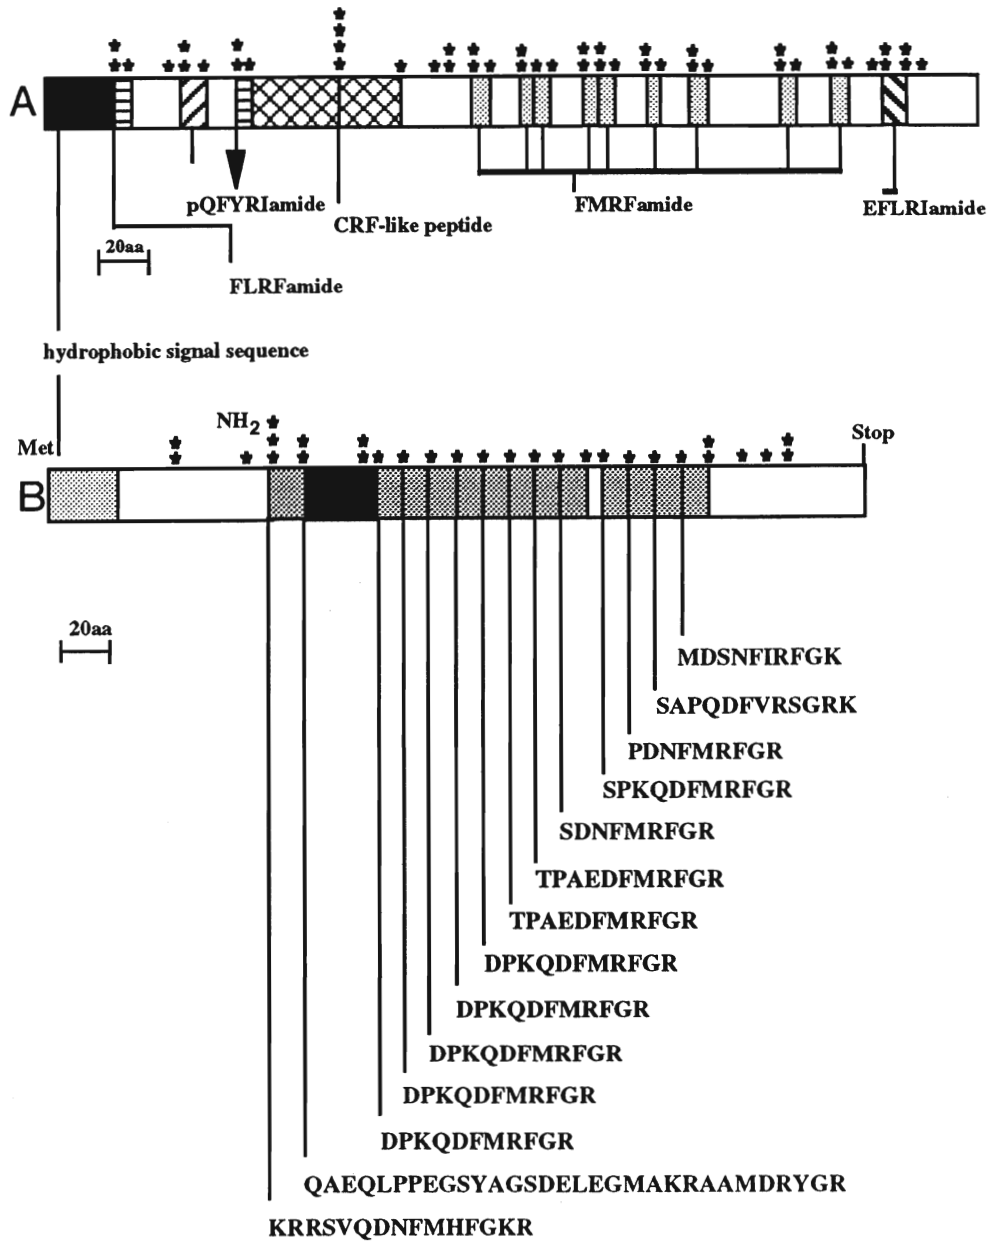 A
pQFYRIamide
CRF-like peptide
FMRFamide
EFLRIamide
20aa
FLRFamide
hydrophobic signal sequence
Met
NH2
Stop
B
20aa
MDSNFIRFGK
SAPQDFVRSGRK
PDNFMRFGR
SPKQDFMRFGR
SDNFMRFGR
TPAEDFMRFGR
TPAEDFMRFGR
DPKQDFMRFGR
DPKQDFMRFGR
DPKQDFMRFGR
DPKQDFMRFGR
DPKQDFMRFGR
QAEQLPPEGSYAGSDELEGMAKRAAMDRYGR
KRRSVQDNFMHFGKR